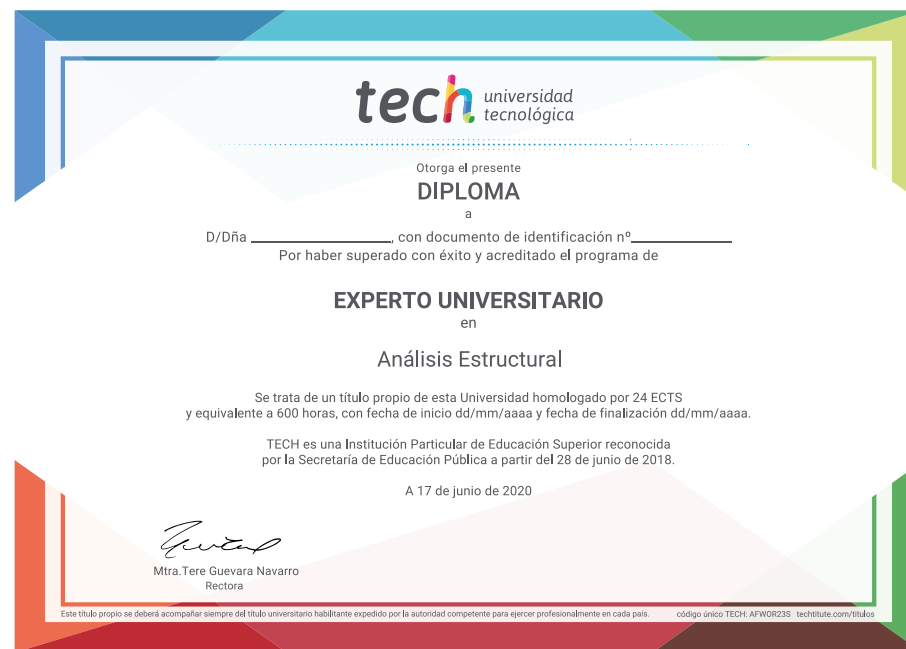 tech universidad
tecnológica
Otorga el presente
DIPLOMA
a
D/Dña ____________________, con documento de identificación nº______________
Por haber superado con éxito y acreditado el programa de
EXPERTO UNIVERSITARIO
en
Análisis Estructural
Se trata de un título propio de esta Universidad homologado por 24 ECTS
y equivalente a 600 horas, con fecha de inicio dd/mm/aaaa y fecha de finalización dd/mm/aaaa.
TECH es una Institución Particular de Educación Superior reconocida
por la Secretaría de Educación Pública a partir del 28 de junio de 2018.
A 17 de junio de 2020
Mtra.Tere Guevara Navarro
Rectora
Este título propio se deberá acompañar siempre del título universitario habilitante expedido por la autoridad competente para ejercer profesionalmente en cada país. código único TECH: AFWOR23S techtitute.com/titulos